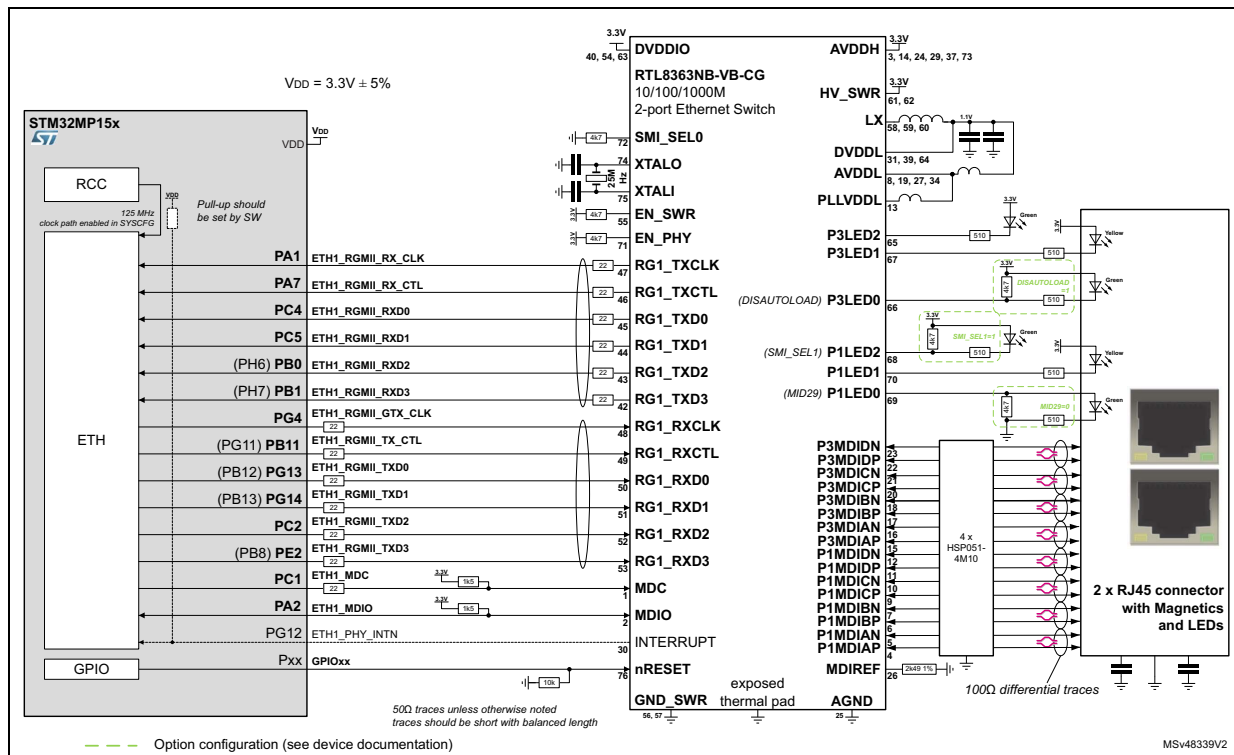 VDD = 3.3V ± 5%
STM32MP15x
ST
VDD
VDD
RCC
VDD
Pull-up should
be set by SW
125 MHz
clock path enabled in SYSCFG
ETH
GPIO
PA1 ETH1_RGMII_RX_CLK 22 47 RG1_TXCLK
PA7 ETH1_RGMII_RX_CTL 22 46 RG1_TXCTL
PC4 ETH1_RGMII_RXD0 22 45 RG1_TXD0
PC5 ETH1_RGMII_RXD1 22 44 RG1_TXD1
(PH6) PB0 ETH1_RGMII_RXD2 22 43 RG1_TXD2
(PH7) PB1 ETH1_RGMII_RXD3 22 42 RG1_TXD3
PG4 ETH1_RGMII_GTX_CLK 22 48 RG1_RXCLK
(PG11) PB11 ETH1_RGMII_TX_CTL 22 49 RG1_RXCTL
(PB12) PG13 ETH1_RGMII_TXD0 22 50 RG1_RXD0
(PB13) PG14 ETH1_RGMII_TXD1 22 51 RG1_RXD1
PC2 ETH1_RGMII_TXD2 22 52 RG1_RXD2
(PB8) PE2 ETH1_RGMII_TXD3 22 53 RG1_RXD3
PC1 ETH1_MDC 22 3.3V 1k5 1 MDC
PA2 ETH1_MDIO 3.3V 1k5 2 MDIO
PG12 ETH1_PHY_INTN 30 INTERRUPT
Pxx GPIOxx 10k 76 nRESET
50Ω traces unless otherwise noted
traces should be short with balanced length
3.3V
40, 54, 63
DVDDIO
RTL8363NB-VB-CG
10/100/1000M
2-port Ethernet Switch
4k7 72 SMI_SEL0
74 XTALO
25M
Hz
75 XTALI
3.3V 4k7 55 EN_SWR
3.3V 4k7 71 EN_PHY
GND_SWR
56, 57
exposed
thermal pad
AGND
25
AVDDH 3.3V
3, 14, 24, 29, 37, 73
HV_SWR 3.3V
61, 62
LX
58, 59, 60
1.1V
DVDDL
31, 39, 64
AVDDL
8, 19, 27, 34
PLLVDDL
13
P3LED2 65 510 3.3V Green
P3LED1 67 510 3.3V Yellow
(DISAUTOLOAD) P3LED0 66 3.3V 4k7 DISAUTOLOAD
=1
510 Green
(SMI_SEL1) P1LED2 68 3.3V 4k7 SMI_SEL1=1 510 Green
P1LED1 70 510 3.3V Yellow
(MID29) P1LED0 69 4k7 MID29=0 510 Green
P3MDIDN 23
P3MDIDP 22
P3MDICN 21
P3MDICP 20
P3MDIBN 18
P3MDIBP 17
P3MDIAN 16
P3MDIAP 15
P1MDIDN 12
P1MDIDP 11
P1MDICN 10
P1MDICP 9
P1MDIBN 7
P1MDIBP 6
P1MDIAN 5
P1MDIAP 4
MDIREF 26 2k49 1%
4 x
HSP051-
4M10
100Ω differential traces
2 x RJ45 connector
with Magnetics
and LEDs
Option configuration (see device documentation)
MSv48339V2